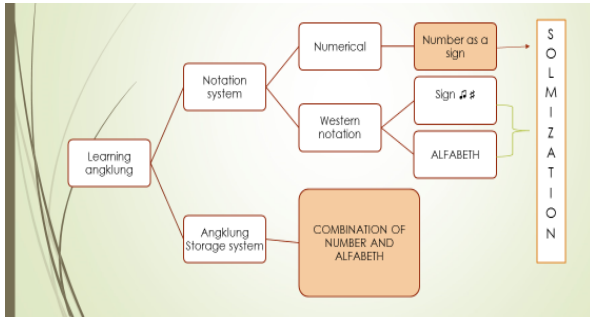 Learning
angklung
Notation
system
Angklung
Storage system
Numerical
Western
notation
Number as a
sign
Sign ♫♯
ALFABETH
COMBINATION OF
NUMBER AND
ALFABETH
S
O
L
M
I
Z
A
T
I
O
N